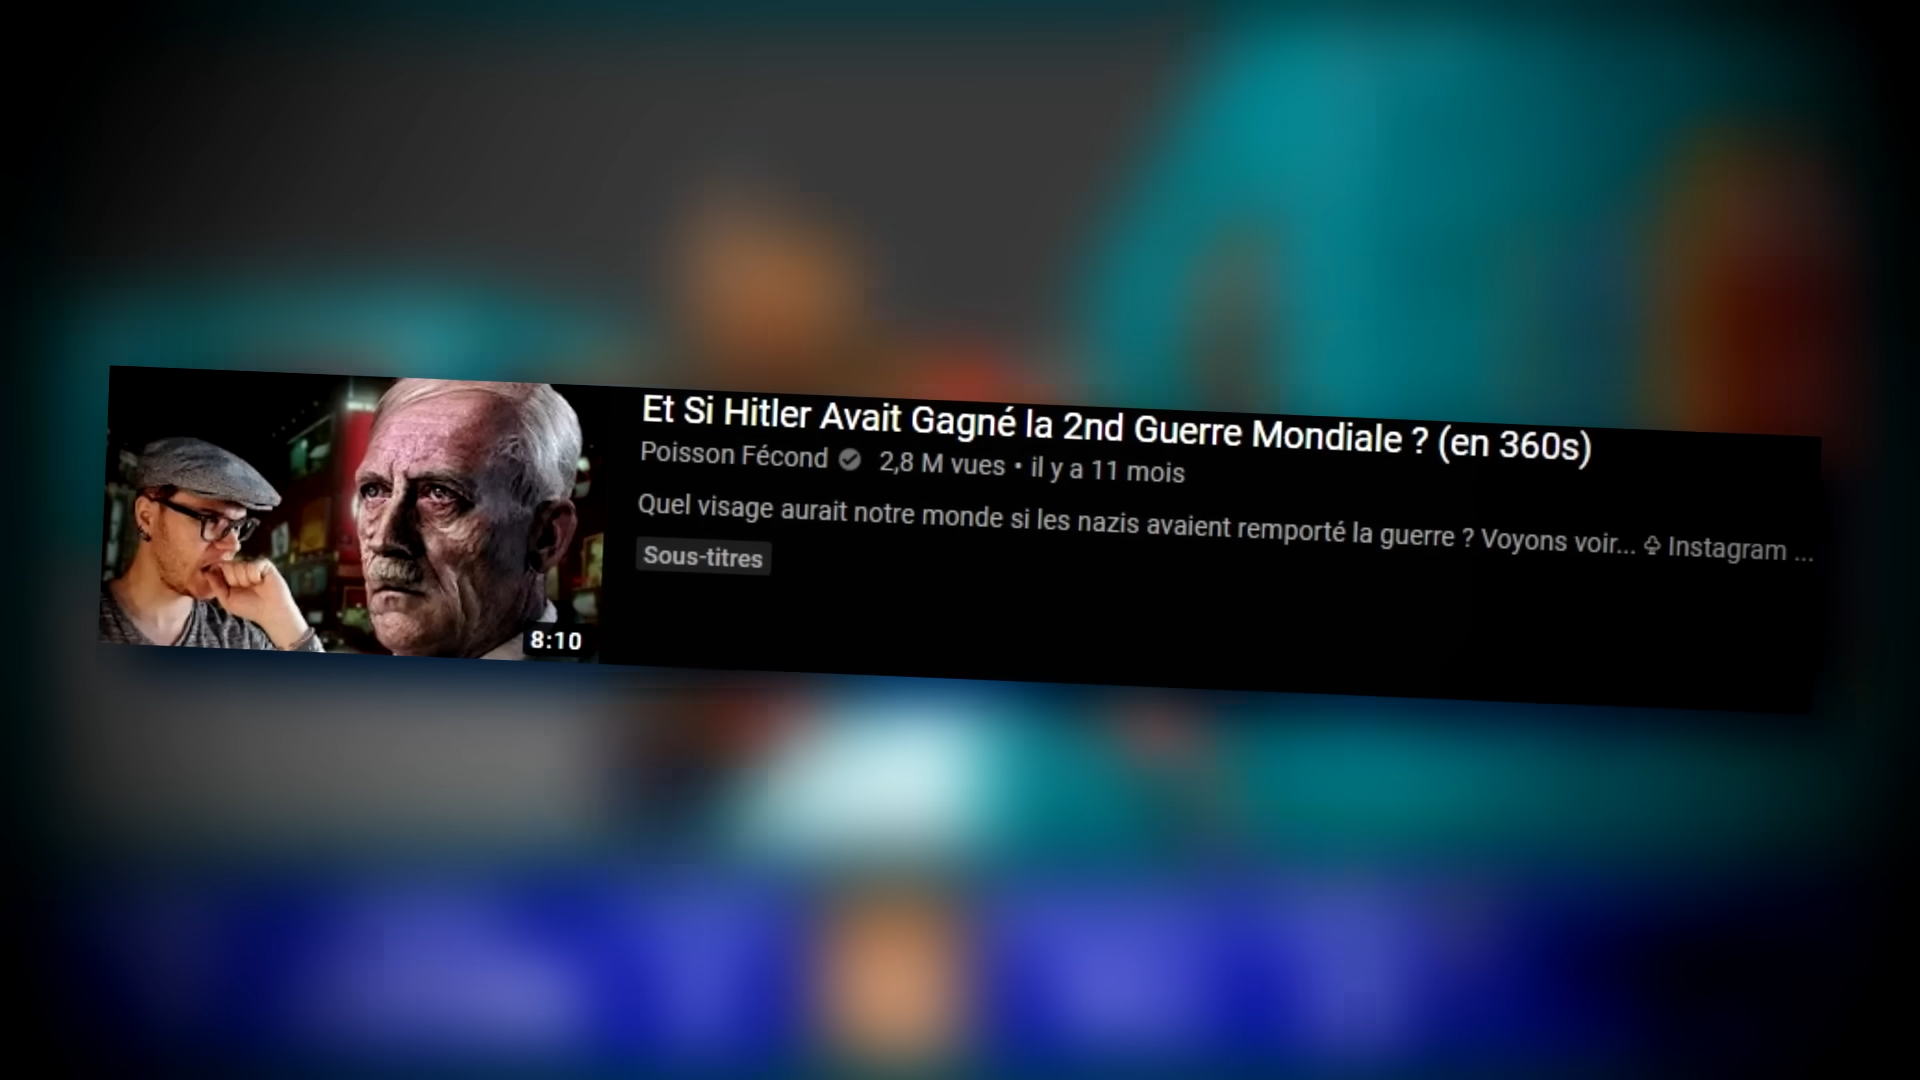 Et Si Hitler Avait Gagné la 2nd Guerre Mondiale ? (en 360s)
Poisson Fécond 2,8 M vues • il y a 11 mois
Quel visage aurait notre monde si les nazis avaient remporté la guerre ? Voyons voir... ♧ Instagram ...
Sous-titres
8:10